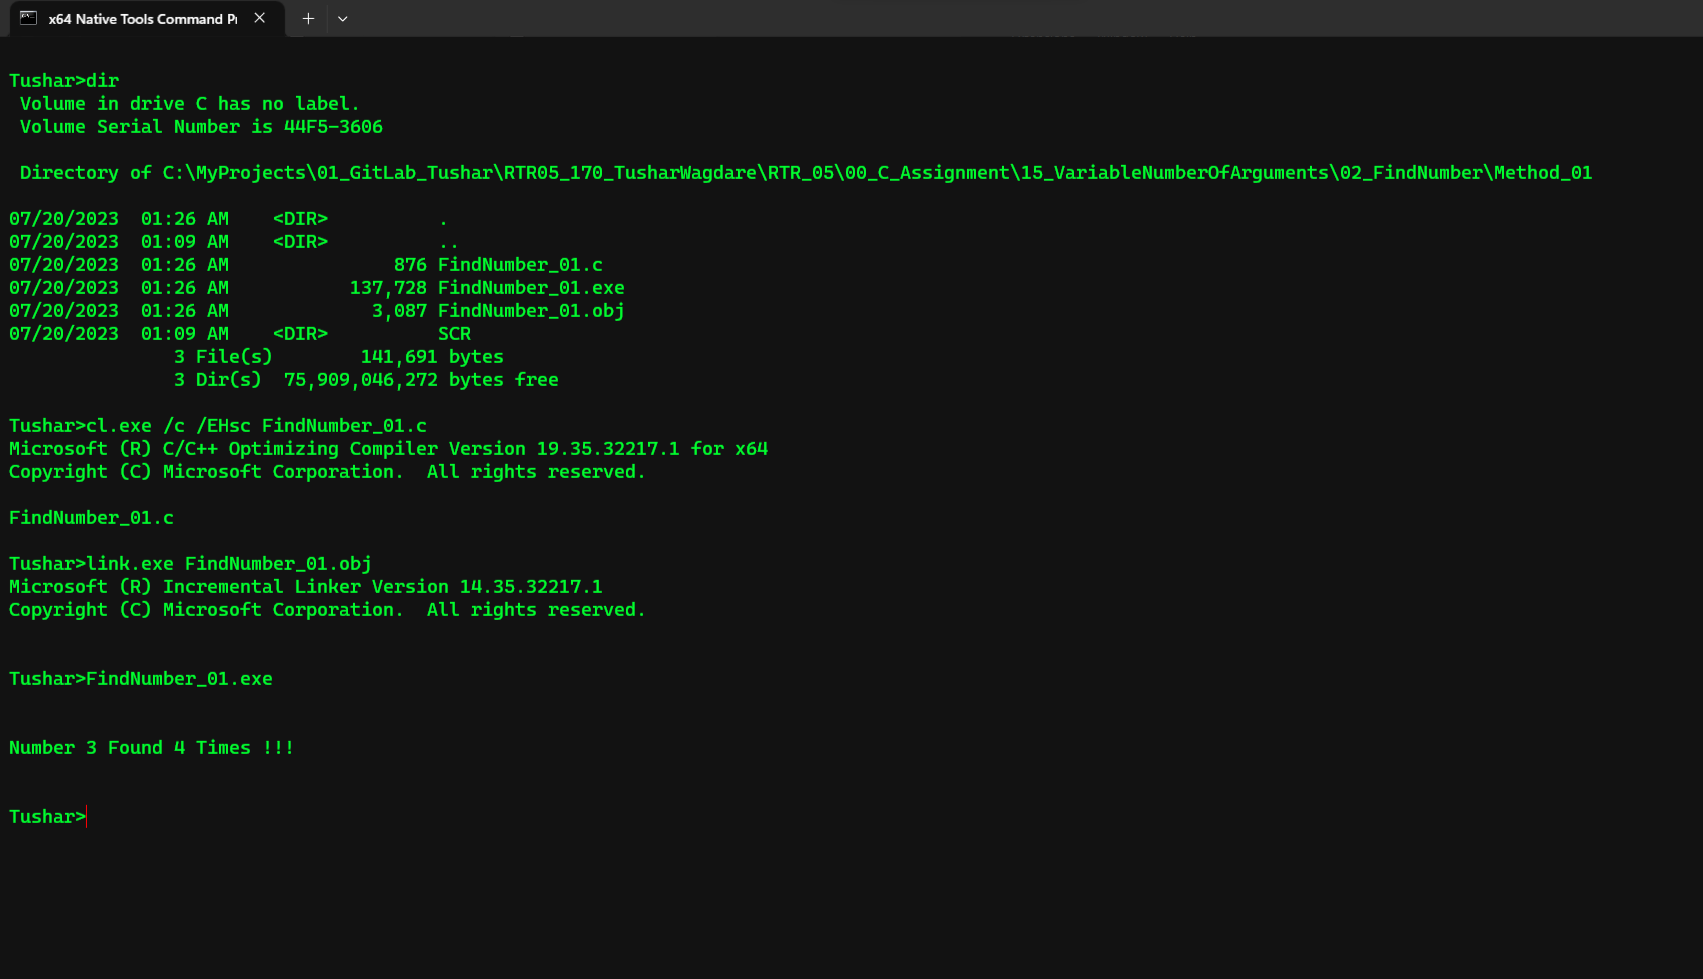 x64 Native Tools Command P
Tushar>dir
 Volume in drive C has no label.
 Volume Serial Number is 44F5-3606
 Directory of C:\MyProjects\01_GitLab_Tushar\RTR05_170_TusharWagdare\RTR_05\00_C_Assignment\15_VariableNumberOfArguments\02_FindNumber\Method_01
07/20/2023  01:26 AM    <DIR>          .
07/20/2023  01:09 AM    <DIR>          ..
07/20/2023  01:26 AM               876 FindNumber_01.c
07/20/2023  01:26 AM           137,728 FindNumber_01.exe
07/20/2023  01:26 AM             3,087 FindNumber_01.obj
07/20/2023  01:09 AM    <DIR>          SCR
               3 File(s)        141,691 bytes
               3 Dir(s)  75,909,046,272 bytes free
Tushar>cl.exe /c /EHsc FindNumber_01.c
Microsoft (R) C/C++ Optimizing Compiler Version 19.35.32217.1 for x64
Copyright (C) Microsoft Corporation.  All rights reserved.
FindNumber_01.c
Tushar>link.exe FindNumber_01.obj
Microsoft (R) Incremental Linker Version 14.35.32217.1
Copyright (C) Microsoft Corporation.  All rights reserved.
Tushar>FindNumber_01.exe
Number 3 Found 4 Times !!!
Tushar>